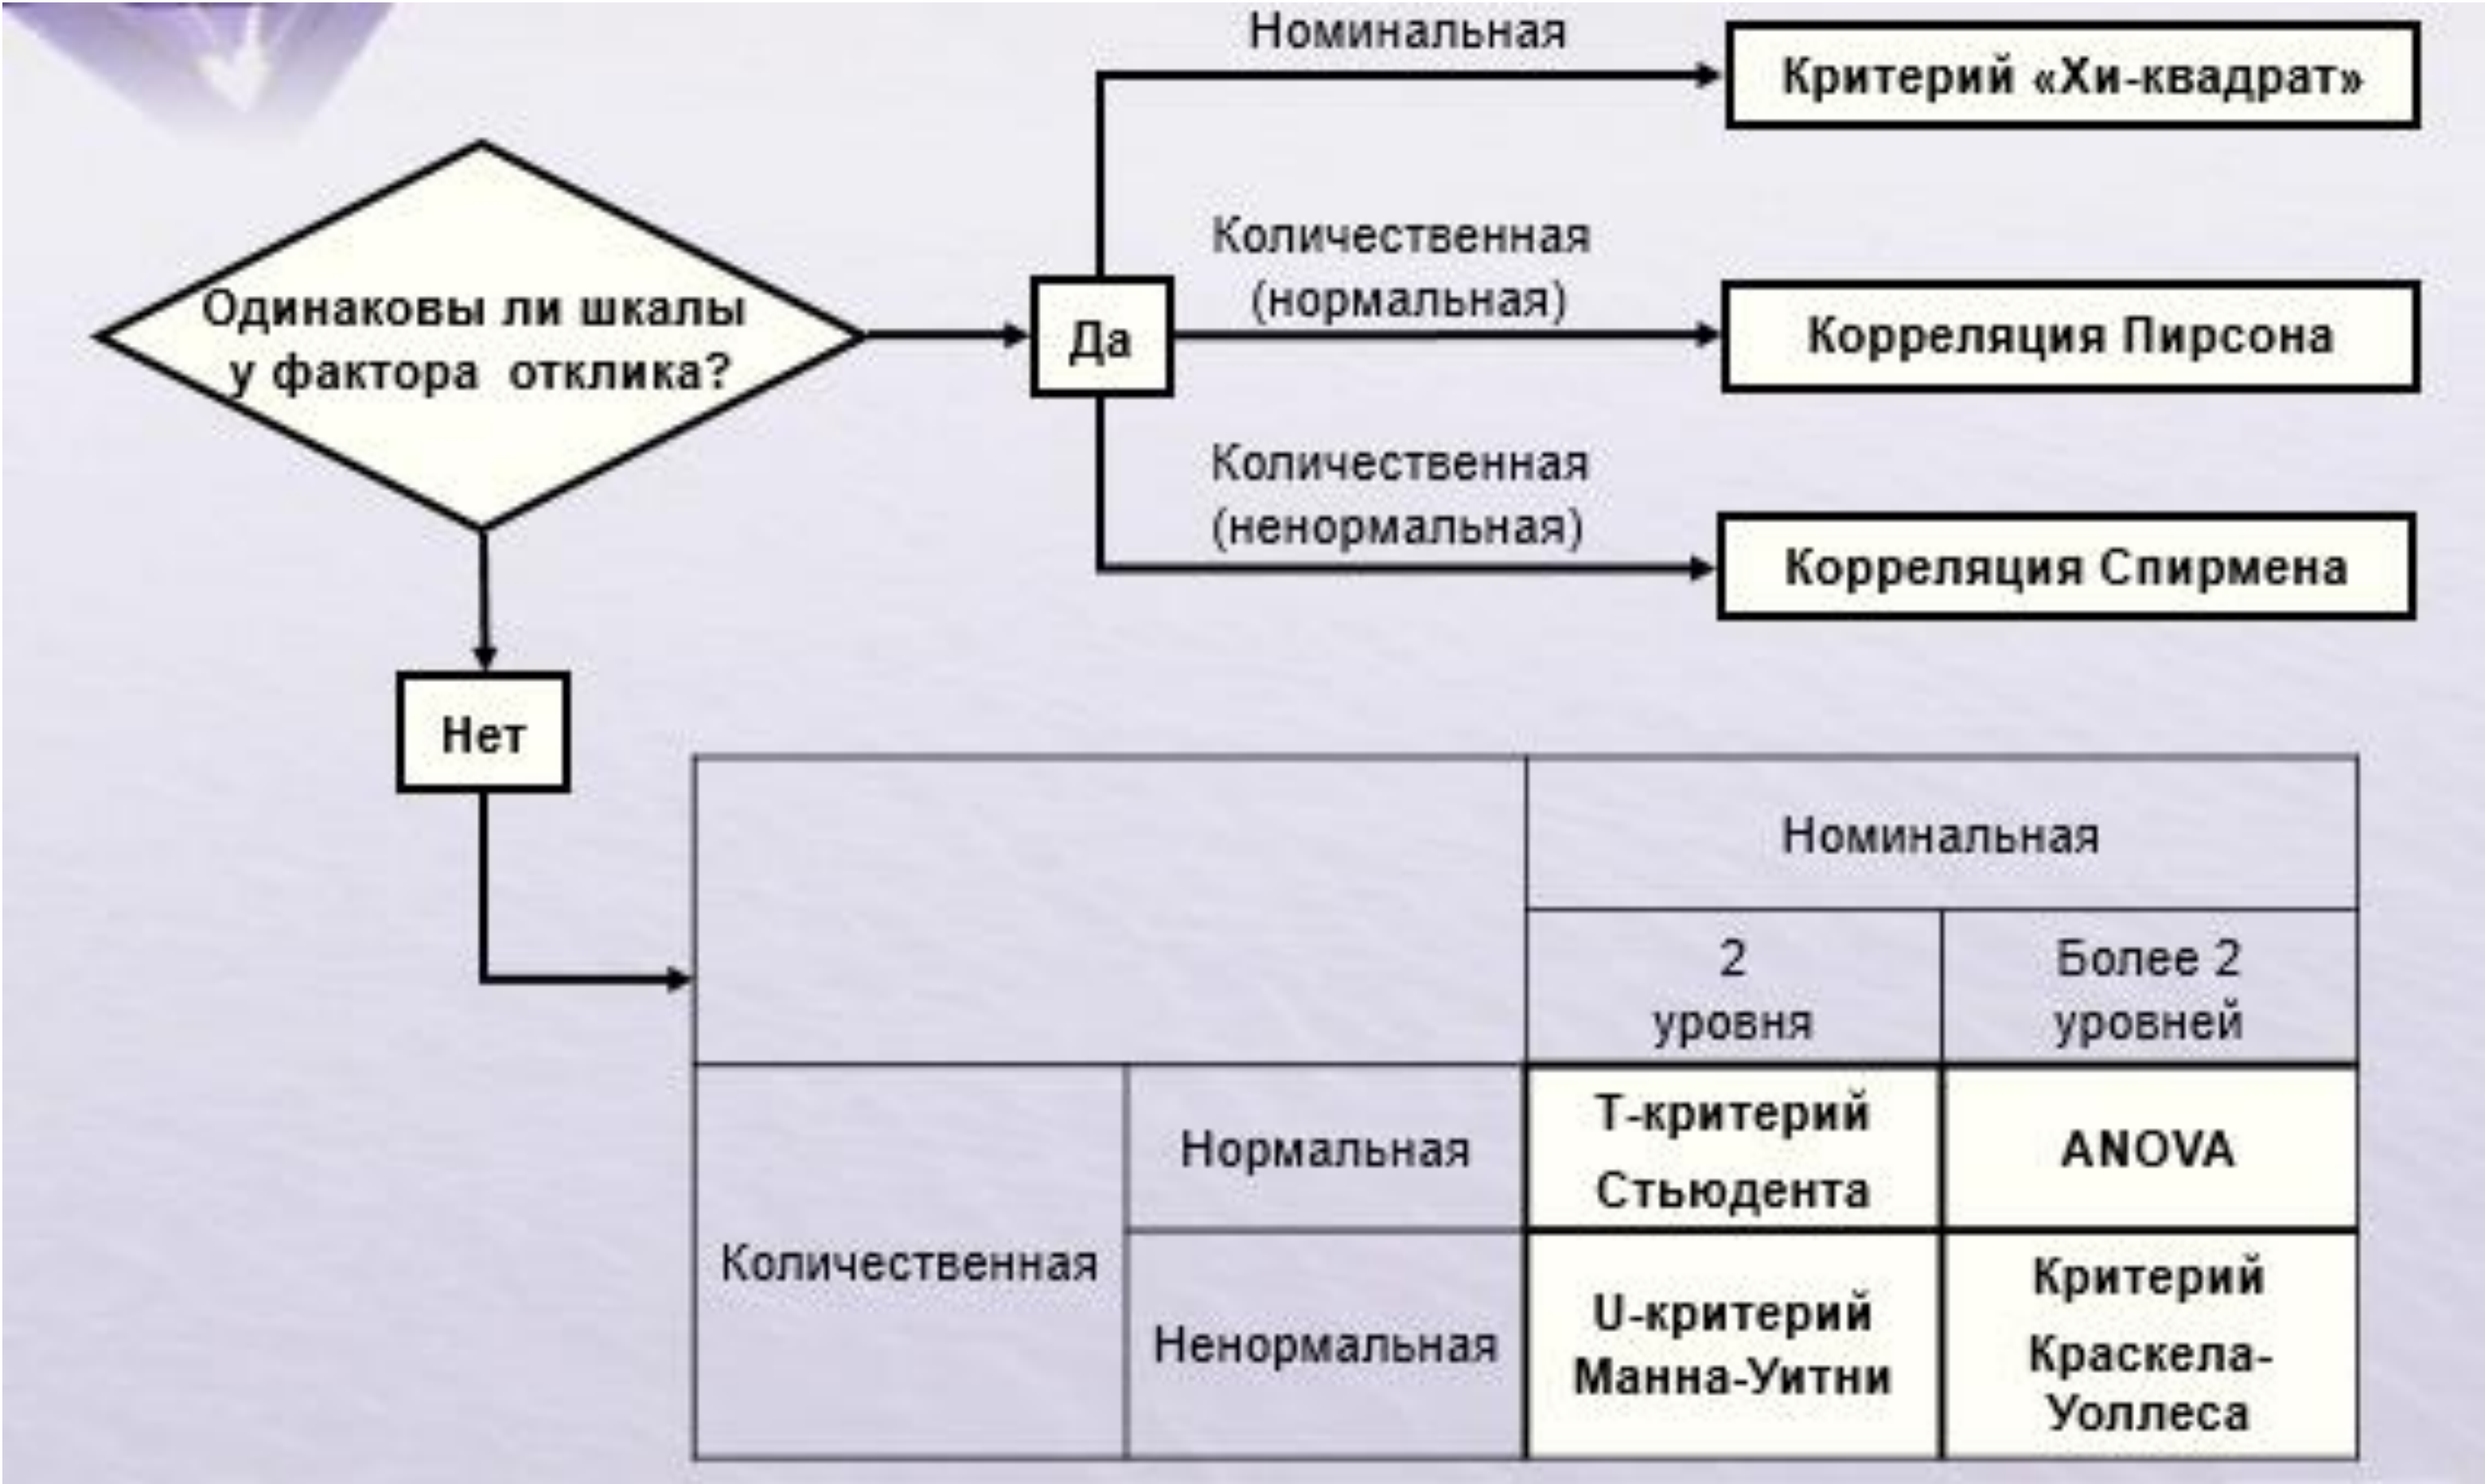 Номинальная
Критерий «Хи-квадрат»
Одинаковы ли шкалы
у фактора отклика?
Да
Количественная
(нормальная)
Корреляция Пирсона
Количественная
(ненормальная)
Корреляция Спирмена
Нет
Номинальная
2
уровня
Более 2
уровней
Количественная
Нормальная
Т-критерий
Стьюдента
ANOVA
Ненормальная
U-критерий
Манна-Уитни
Критерий
Краскела-
Уоллеса